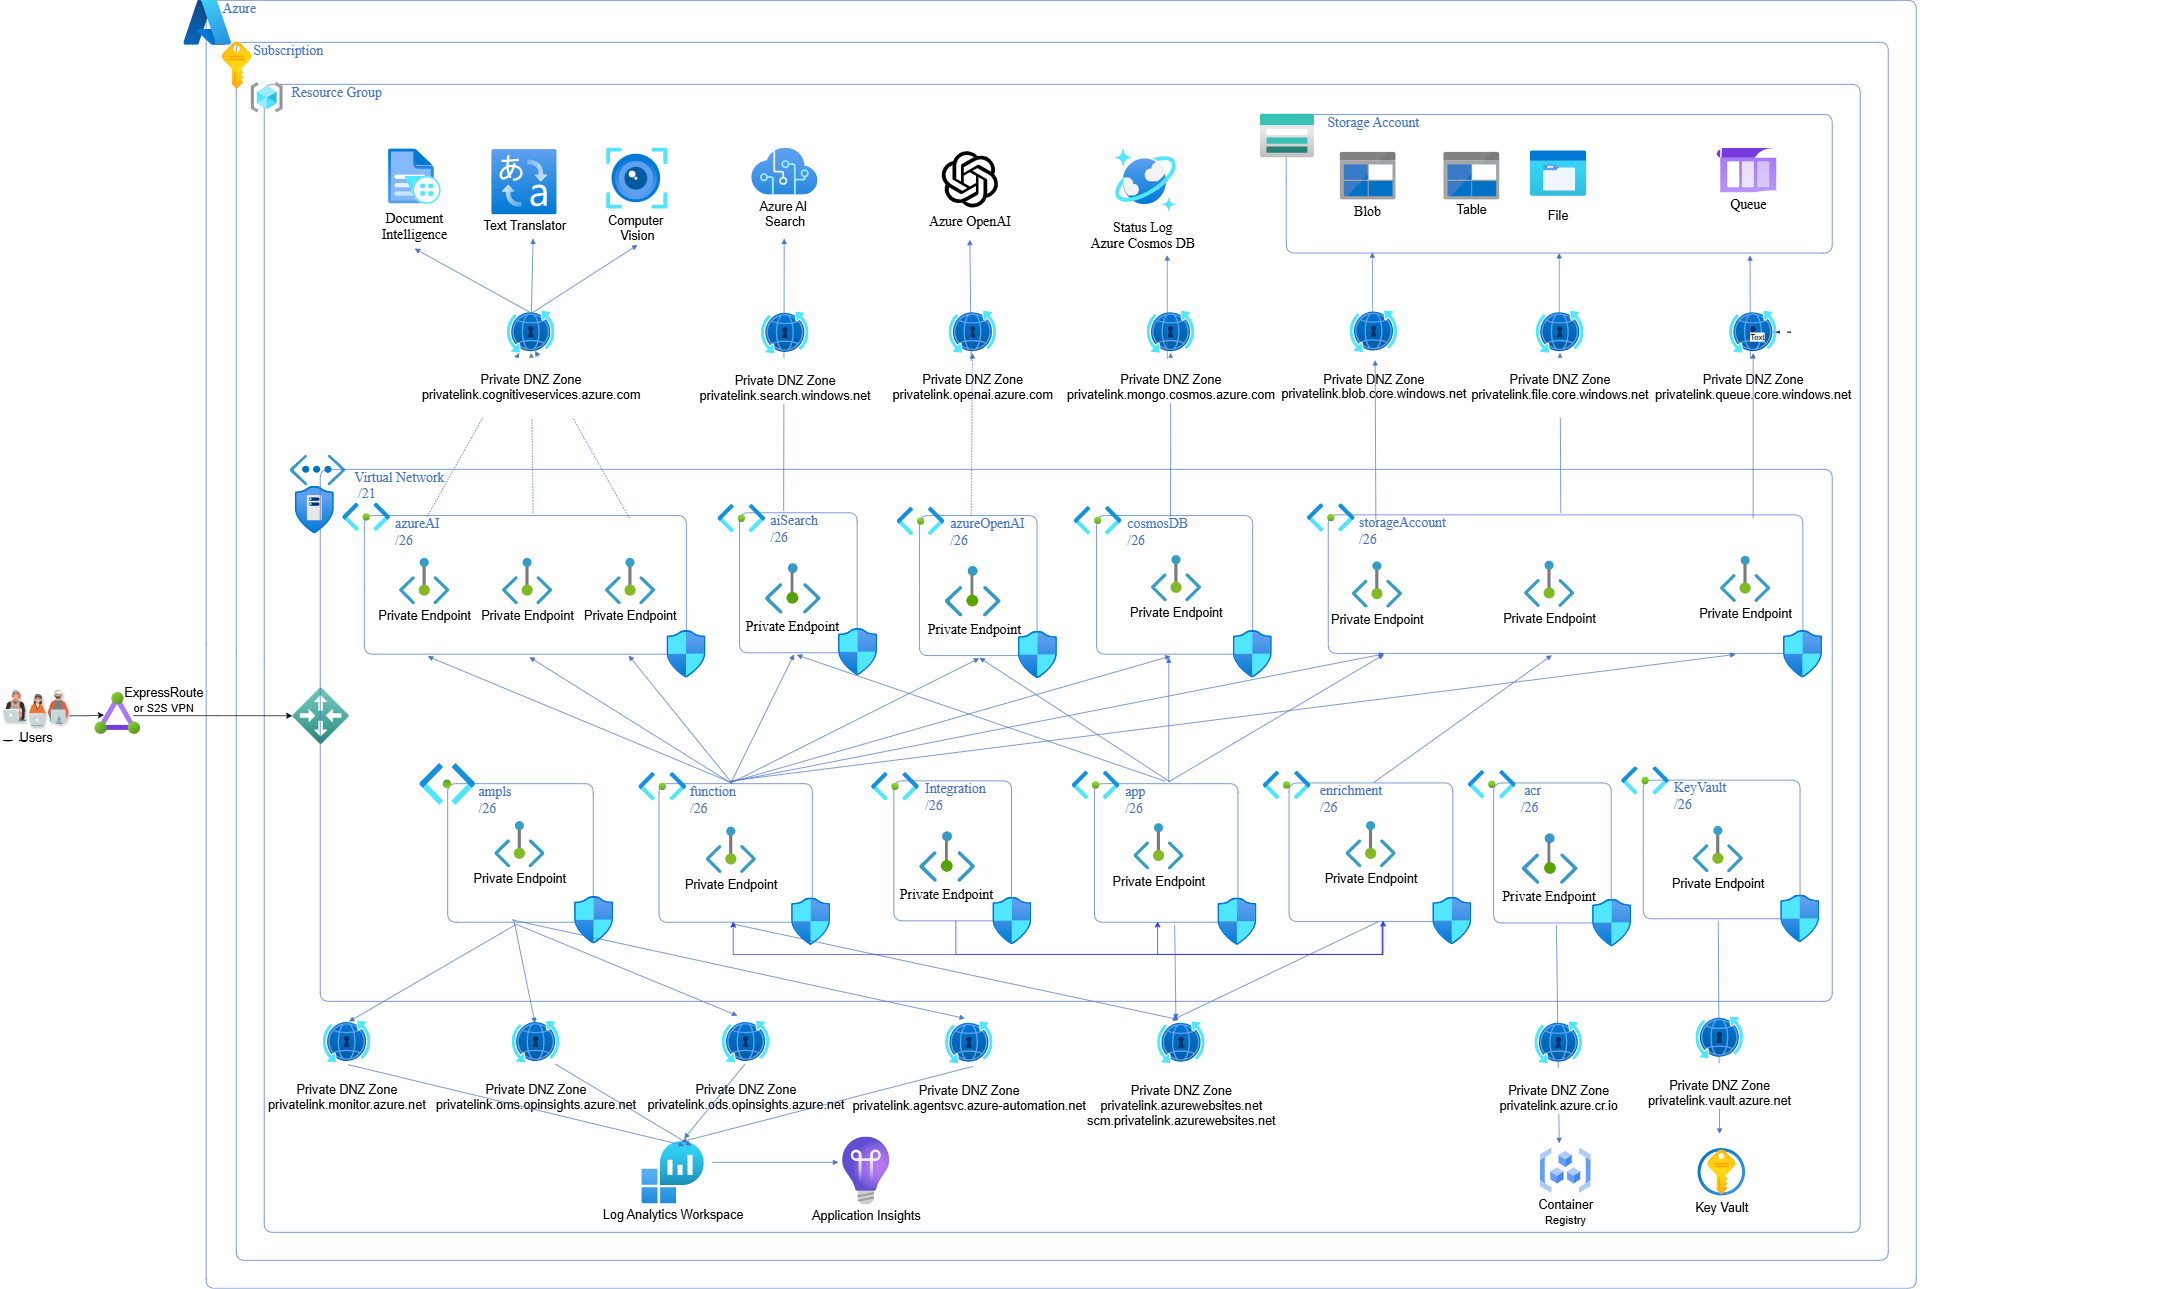 Azure
Subscription
Resource Group
Storage Account
Document
Intelligence
あ
a
Text Translator
Computer
Vision
Azure AI
Search
Azure OpenAI
Status Log
Azure Cosmos DB
Blob
Table
File
Queue
Text
Private DNZ Zone
privatelink.cognitiveservices.azure.com
Private DNZ Zone
privatelink.search.windows.net
Private DNZ Zone
privatelink.openai.azure.com
Private DNZ Zone
privatelink.mongo.cosmos.azure.com
Private DNZ Zone
privatelink.blob.core.windows.net
Private DNZ Zone
privatelink.file.core.windows.net
Private DNZ Zone
privatelink.queue.core.windows.net
Virtual Network
/21
azureAI
/26
Private Endpoint
Private Endpoint
Private Endpoint
aiSearch
/26
Private Endpoint
azureOpenAI
/26
Private Endpoint
cosmosDB
/26
Private Endpoint
storageAccount
/26
Private Endpoint
Private Endpoint
Private Endpoint
Users
ExpressRoute
or S2S VPN
ampls
/26
Private Endpoint
function
/26
Private Endpoint
Integration
/26
Private Endpoint
app
/26
Private Endpoint
enrichment
/26
Private Endpoint
acr
/26
Private Endpoint
KeyVault
/26
Private Endpoint
Private DNZ Zone
privatelink.monitor.azure.net
Private DNZ Zone
privatelink.oms.opinsights.azure.net
Private DNZ Zone
privatelink.ods.opinsights.azure.net
Private DNZ Zone
privatelink.agentsvc.azure-automation.net
Private DNZ Zone
privatelink.azurewebsites.net
scm.privatelink.azurewebsites.net
Private DNZ Zone
privatelink.azure.cr.io
Private DNZ Zone
privatelink.vault.azure.net
Log Analytics Workspace
Application Insights
Container
Registry
Key Vault